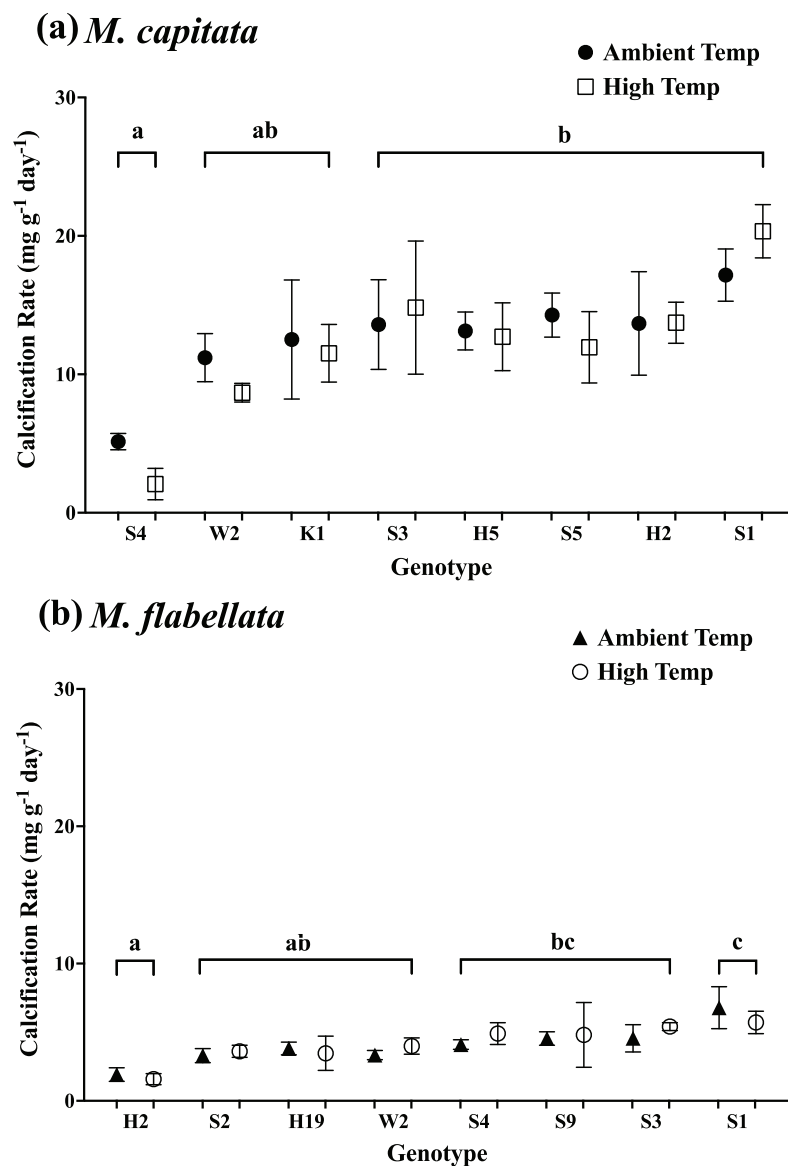 (a) M. capitata
Ambient Temp
High Temp
30
20
10
0
a
ab
b
Calcification Rate (mg g-1 day-1)
S4 W2 K1 S3 H5 S5 H2 S1
Genotype
(b) M. flabellata
Ambient Temp
High Temp
30
20
10
0
a
ab
bc
c
Calcification Rate (mg g-1 day-1)
H2 S2 H19 W2 S4 S9 S3 S1
Genotype